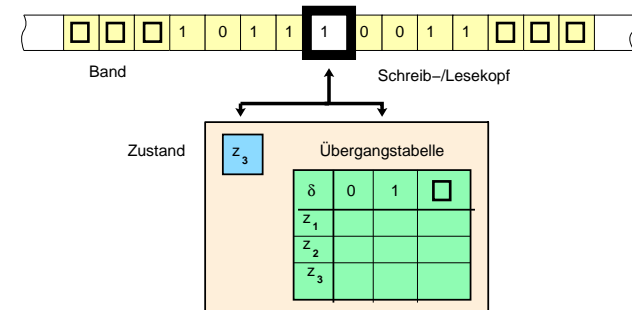 □ □ □ 1 0 1 1 1 0 0 1 1 □ □ □
Band
Schreib–/Lesekopf
Zustand
z3
Übergangstabelle
δ 0 1 □
z1
z2
z3